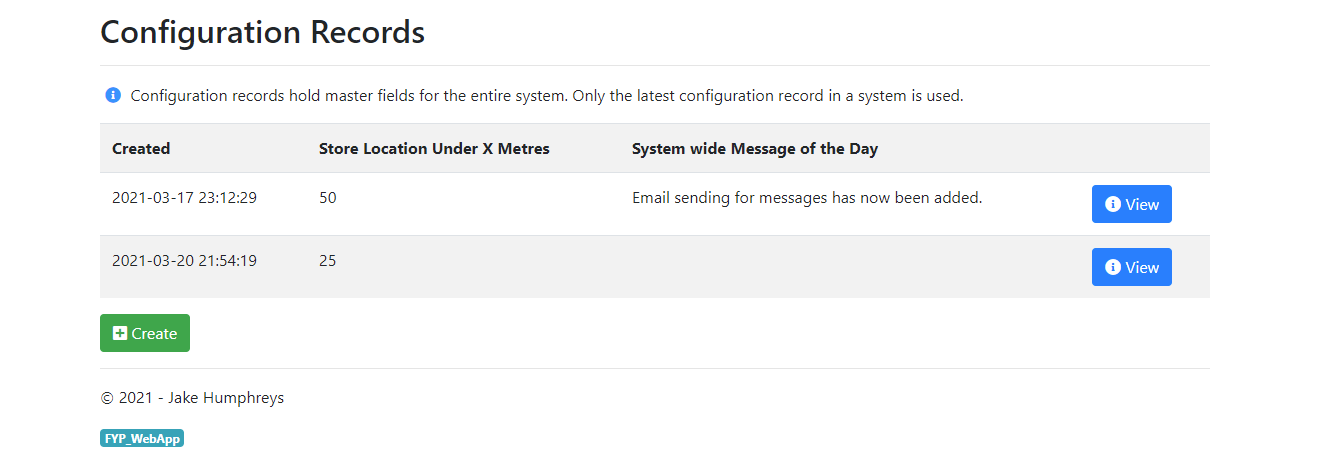 Configuration Records
Configuration records hold master fields for the entire system. Only the latest configuration record in a system is used.
Created Store Location Under X Metres System wide Message of the Day
2021-03-17 23:12:29 50 Email sending for messages has now been added. View
2021-03-20 21:54:19 25 View
Create
© 2021 - Jake Humphreys
FYP_WebApp